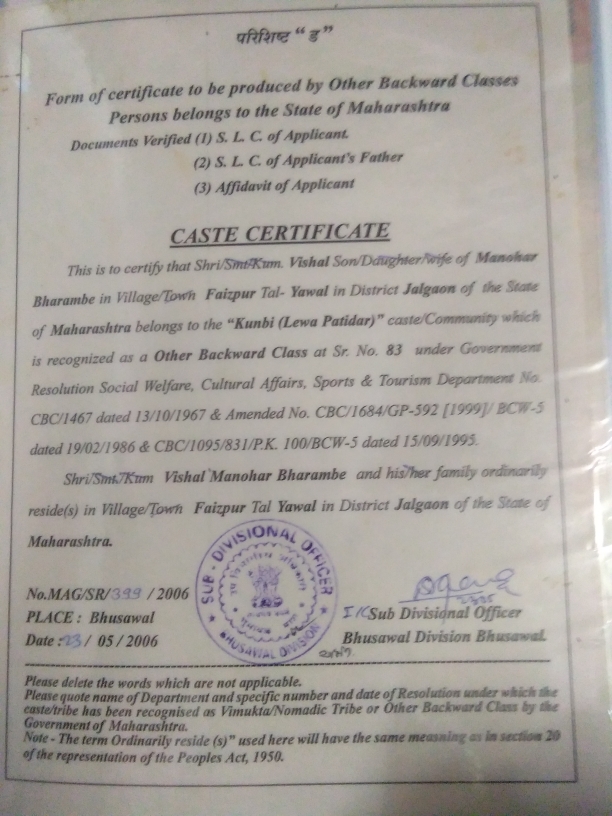 परिशिष्ट “ ड ”
Form of certificate to be produced by Other Backward Classes
Persons belongs to the State of Maharashtra
Documents Verified (1) S. L. C. of Applicant.
(2) S. L. C. of Applicant's Father
(3) Affidavit of Applicant
CASTE CERTIFICATE
This is to certify that Shri/Smt/Kum. Vishal Son/Daughter/wife of Manohar
Bharambe in Village/Town Faizpur Tal- Yawal in District Jalgaon of the State
of Maharashtra belongs to the “Kunbi (Lewa Patidar)” caste/Community which
is recognized as a Other Backward Class at Sr. No. 83 under Government
Resolution Social Welfare, Cultural Affairs, Sports & Tourism Department No.
CBC/1467 dated 13/10/1967 & Amended No. CBC/1684/GP-592 [1999]/ BCW-5
dated 19/02/1986 & CBC/1095/831/P.K. 100/BCW-5 dated 15/09/1995.
Shri/Smt./Kum Vishal Manohar Bharambe and his/her family ordinarily
reside(s) in Village/Town Faizpur Tal Yawal in District Jalgaon of the State of
Maharashtra.
SUB - DIVISIONAL OFFICER
BHUSAWAL DIVISION
No.MAG/SR/399 / 2006
PLACE : Bhusawal
Date :23/ 05 / 2006
I/C Sub Divisional Officer
Bhusawal Division Bhusawal.
Please delete the words which are not applicable.
Please quote name of Department and specific number and date of Resolution under which the
caste/tribe has been recognised as Vimukta/Nomadic Tribe or Other Backward Class by the
Government of Maharashtra.
Note - The term Ordinarily reside (s)" used here will have the same measning as in section 20
of the representation of the Peoples Act, 1950.